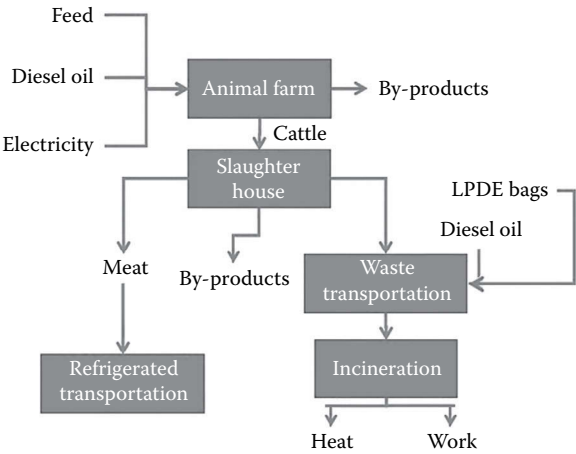 Feed
Diesel oil
Electricity
Animal farm
By-products
Cattle
Slaughter
house
LPDE bags
Diesel oil
Meat
By-products
Waste
transportation
Refrigerated
transportation
Incineration
Heat
Work